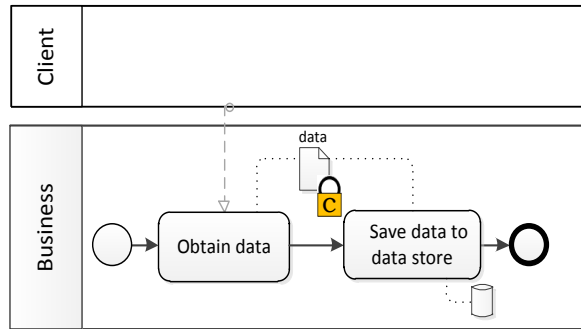 Client
data
C
Business
Obtain data
Save data to
data store